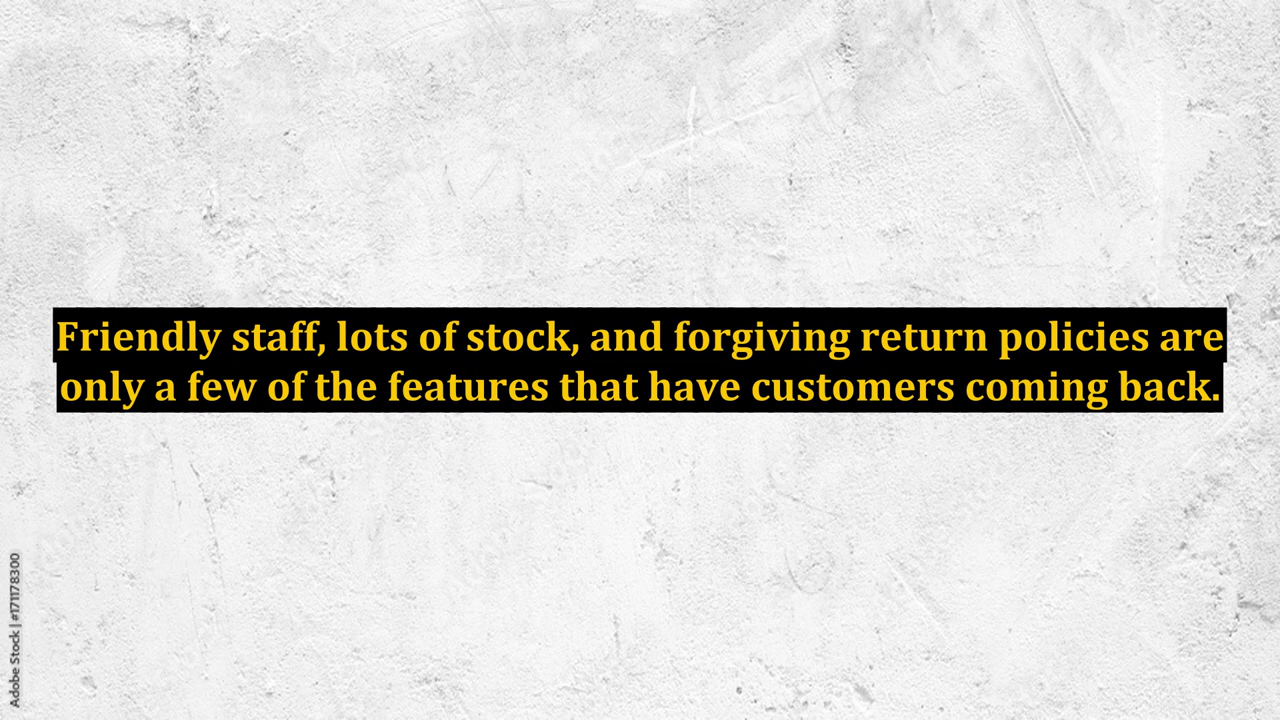 Friendly staff, lots of stock, and forgiving return policies are
only a few of the features that have customers coming back.
Adobe Stock | #171178300